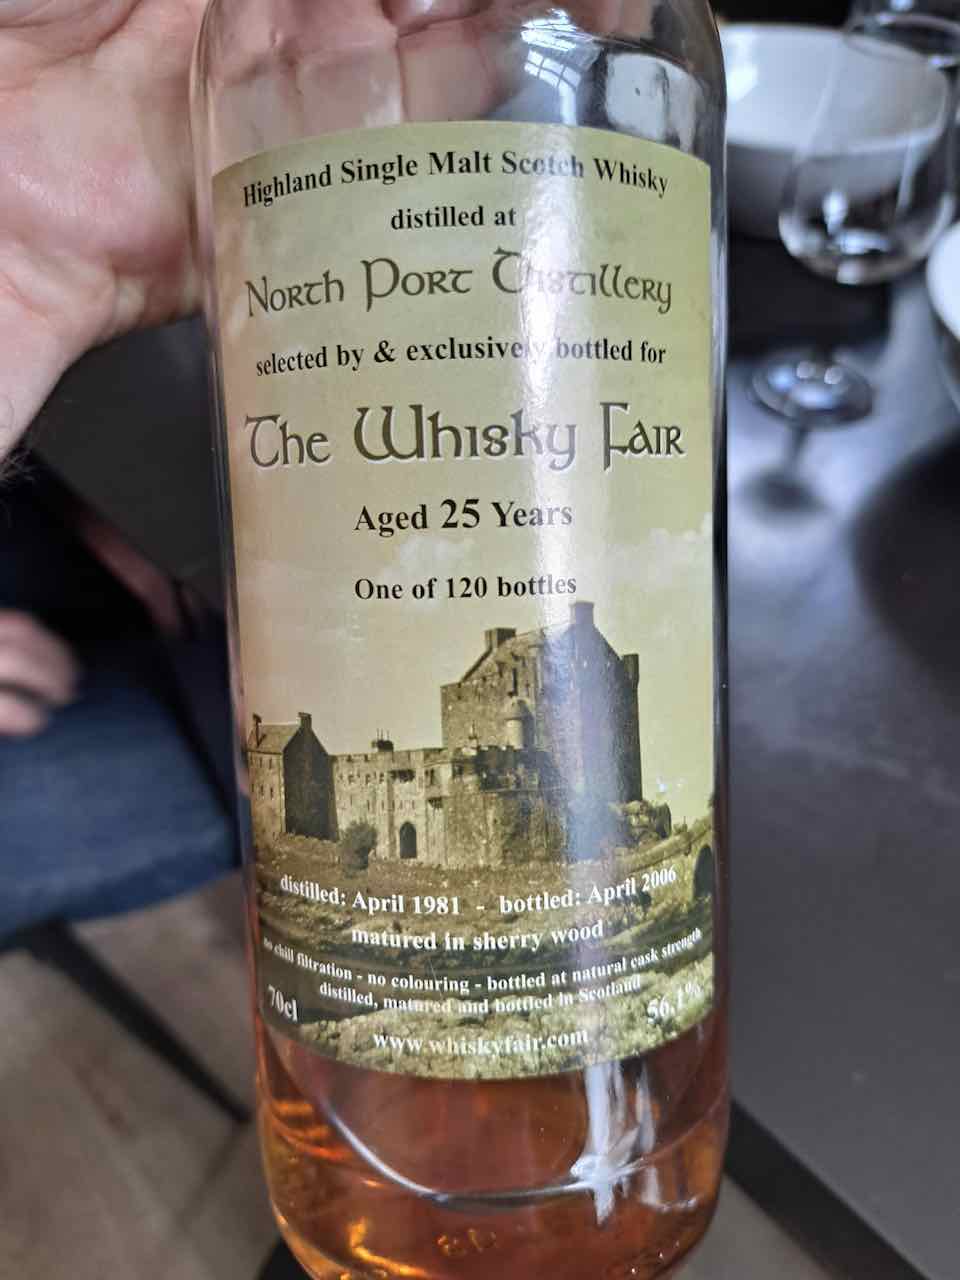 Highland Single Malt Scotch Whisky
distilled at
North Port Distillery
selected by & exclusively bottled for
The Whisky Fair
Aged 25 Years
One of 120 bottles
distilled: April 1981 - bottled: April 2006
matured in sherry wood
no chill filtration - no colouring - bottled at natural cask strength
distilled, matured and bottled in Scotland
70cl 56,1%
www.whiskyfair.com